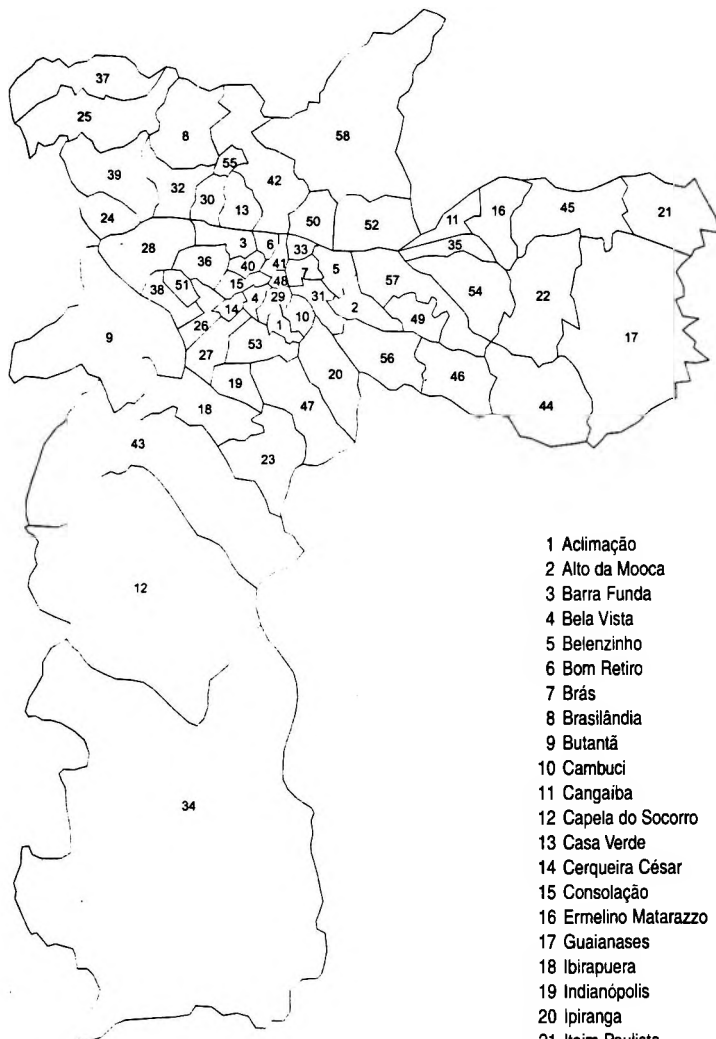 37
25
8
58
55
39
42
32
30
13
45
21
16
24
50
52
11
3
6
35
28
33
36
40
41
5
7
57
54
22
48
51
15
38
31
4
29
2
14
49
10
17
26
1
9
53
27
56
20
46
19
47
44
18
43
23
12
34
1 Aclimação
2 Alto da Mooca
3 Barra Funda
4 Bela Vista
5 Belenzinho
6 Bom Retiro
7 Brás
8 Brasilândia
9 Butantã
10 Cambuci
11 Cangaiba
12 Capela do Socorro
13 Casa Verde
14 Cerqueira César
15 Consolação
16 Ermelino Matarazzo
17 Guaianases
18 Ibirapuera
19 Indianópolis
20 Ipiranga
21 Itaim Paulista